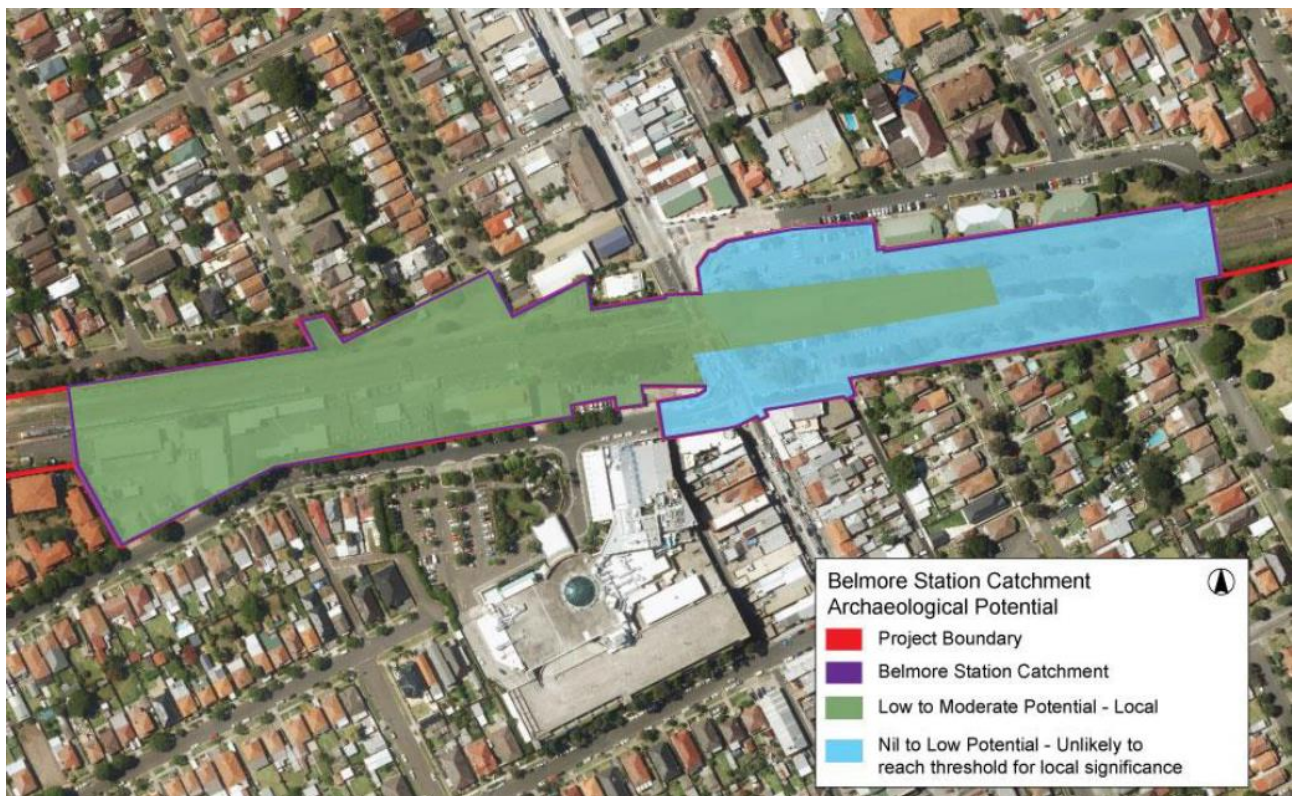 Belmore Station Catchment
Archaeological Potential
Project Boundary
Belmore Station Catchment
Low to Moderate Potential - Local
Nil to Low Potential - Unlikely to
reach threshold for local significance